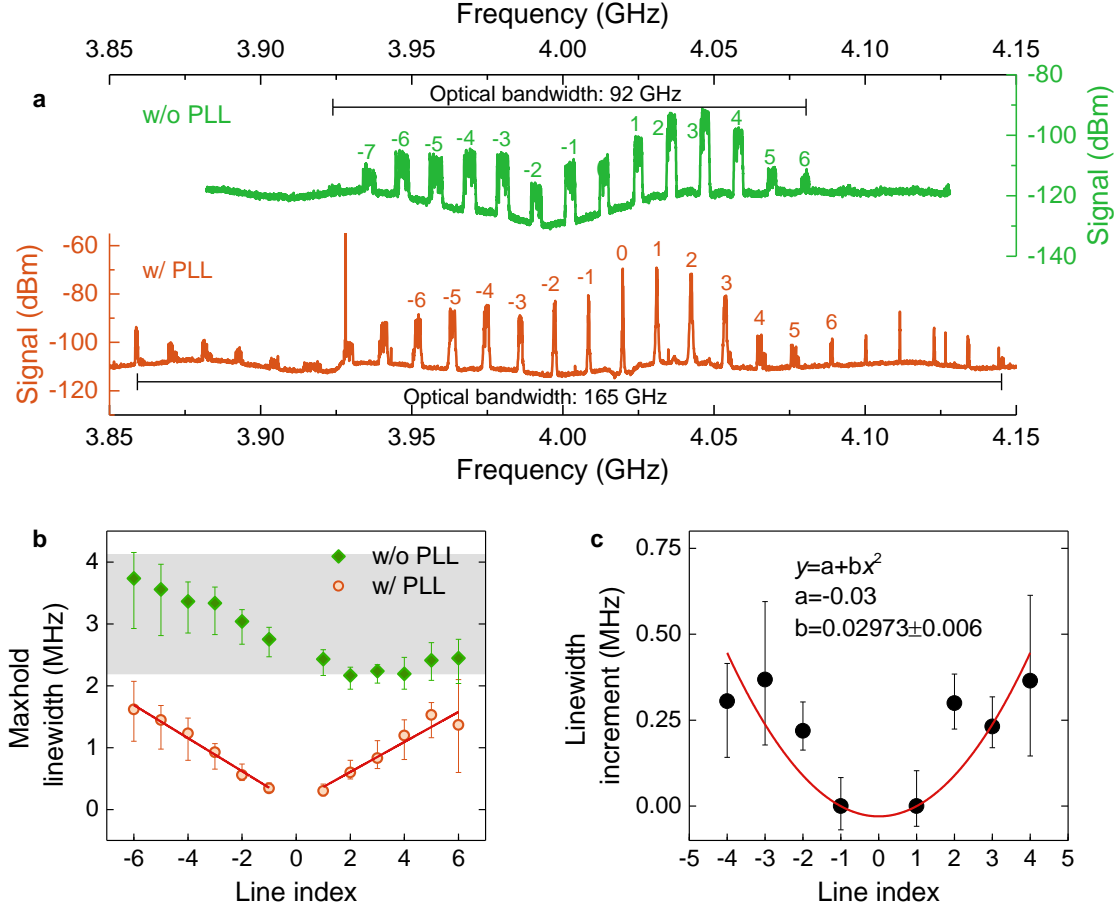 Frequency (GHz)
3.85 3.90 3.95 4.00 4.05 4.10 4.15
a
Optical bandwidth: 92 GHz
w/o PLL
-7 -6 -5 -4 -3 -2 -1 1 2 3 4 5 6
-80
-100
-120
-140
Signal (dBm)
Signal (dBm)
-60
-80
-100
-120
w/ PLL
-6 -5 -4 -3 -2 -1 0 1 2 3 4 5 6
Optical bandwidth: 165 GHz
3.85 3.90 3.95 4.00 4.05 4.10 4.15
Frequency (GHz)
b
w/o PLL
w/ PLL
Maxhold
linewidth (MHz)
4
3
2
1
0
-6 -4 -2 0 2 4 6
Line index
c
y=a+bx²
a=-0.03
b=0.02973±0.006
Linewidth
increment (MHz)
0.75
0.50
0.25
0.00
-5 -4 -3 -2 -1 0 1 2 3 4 5
Line index